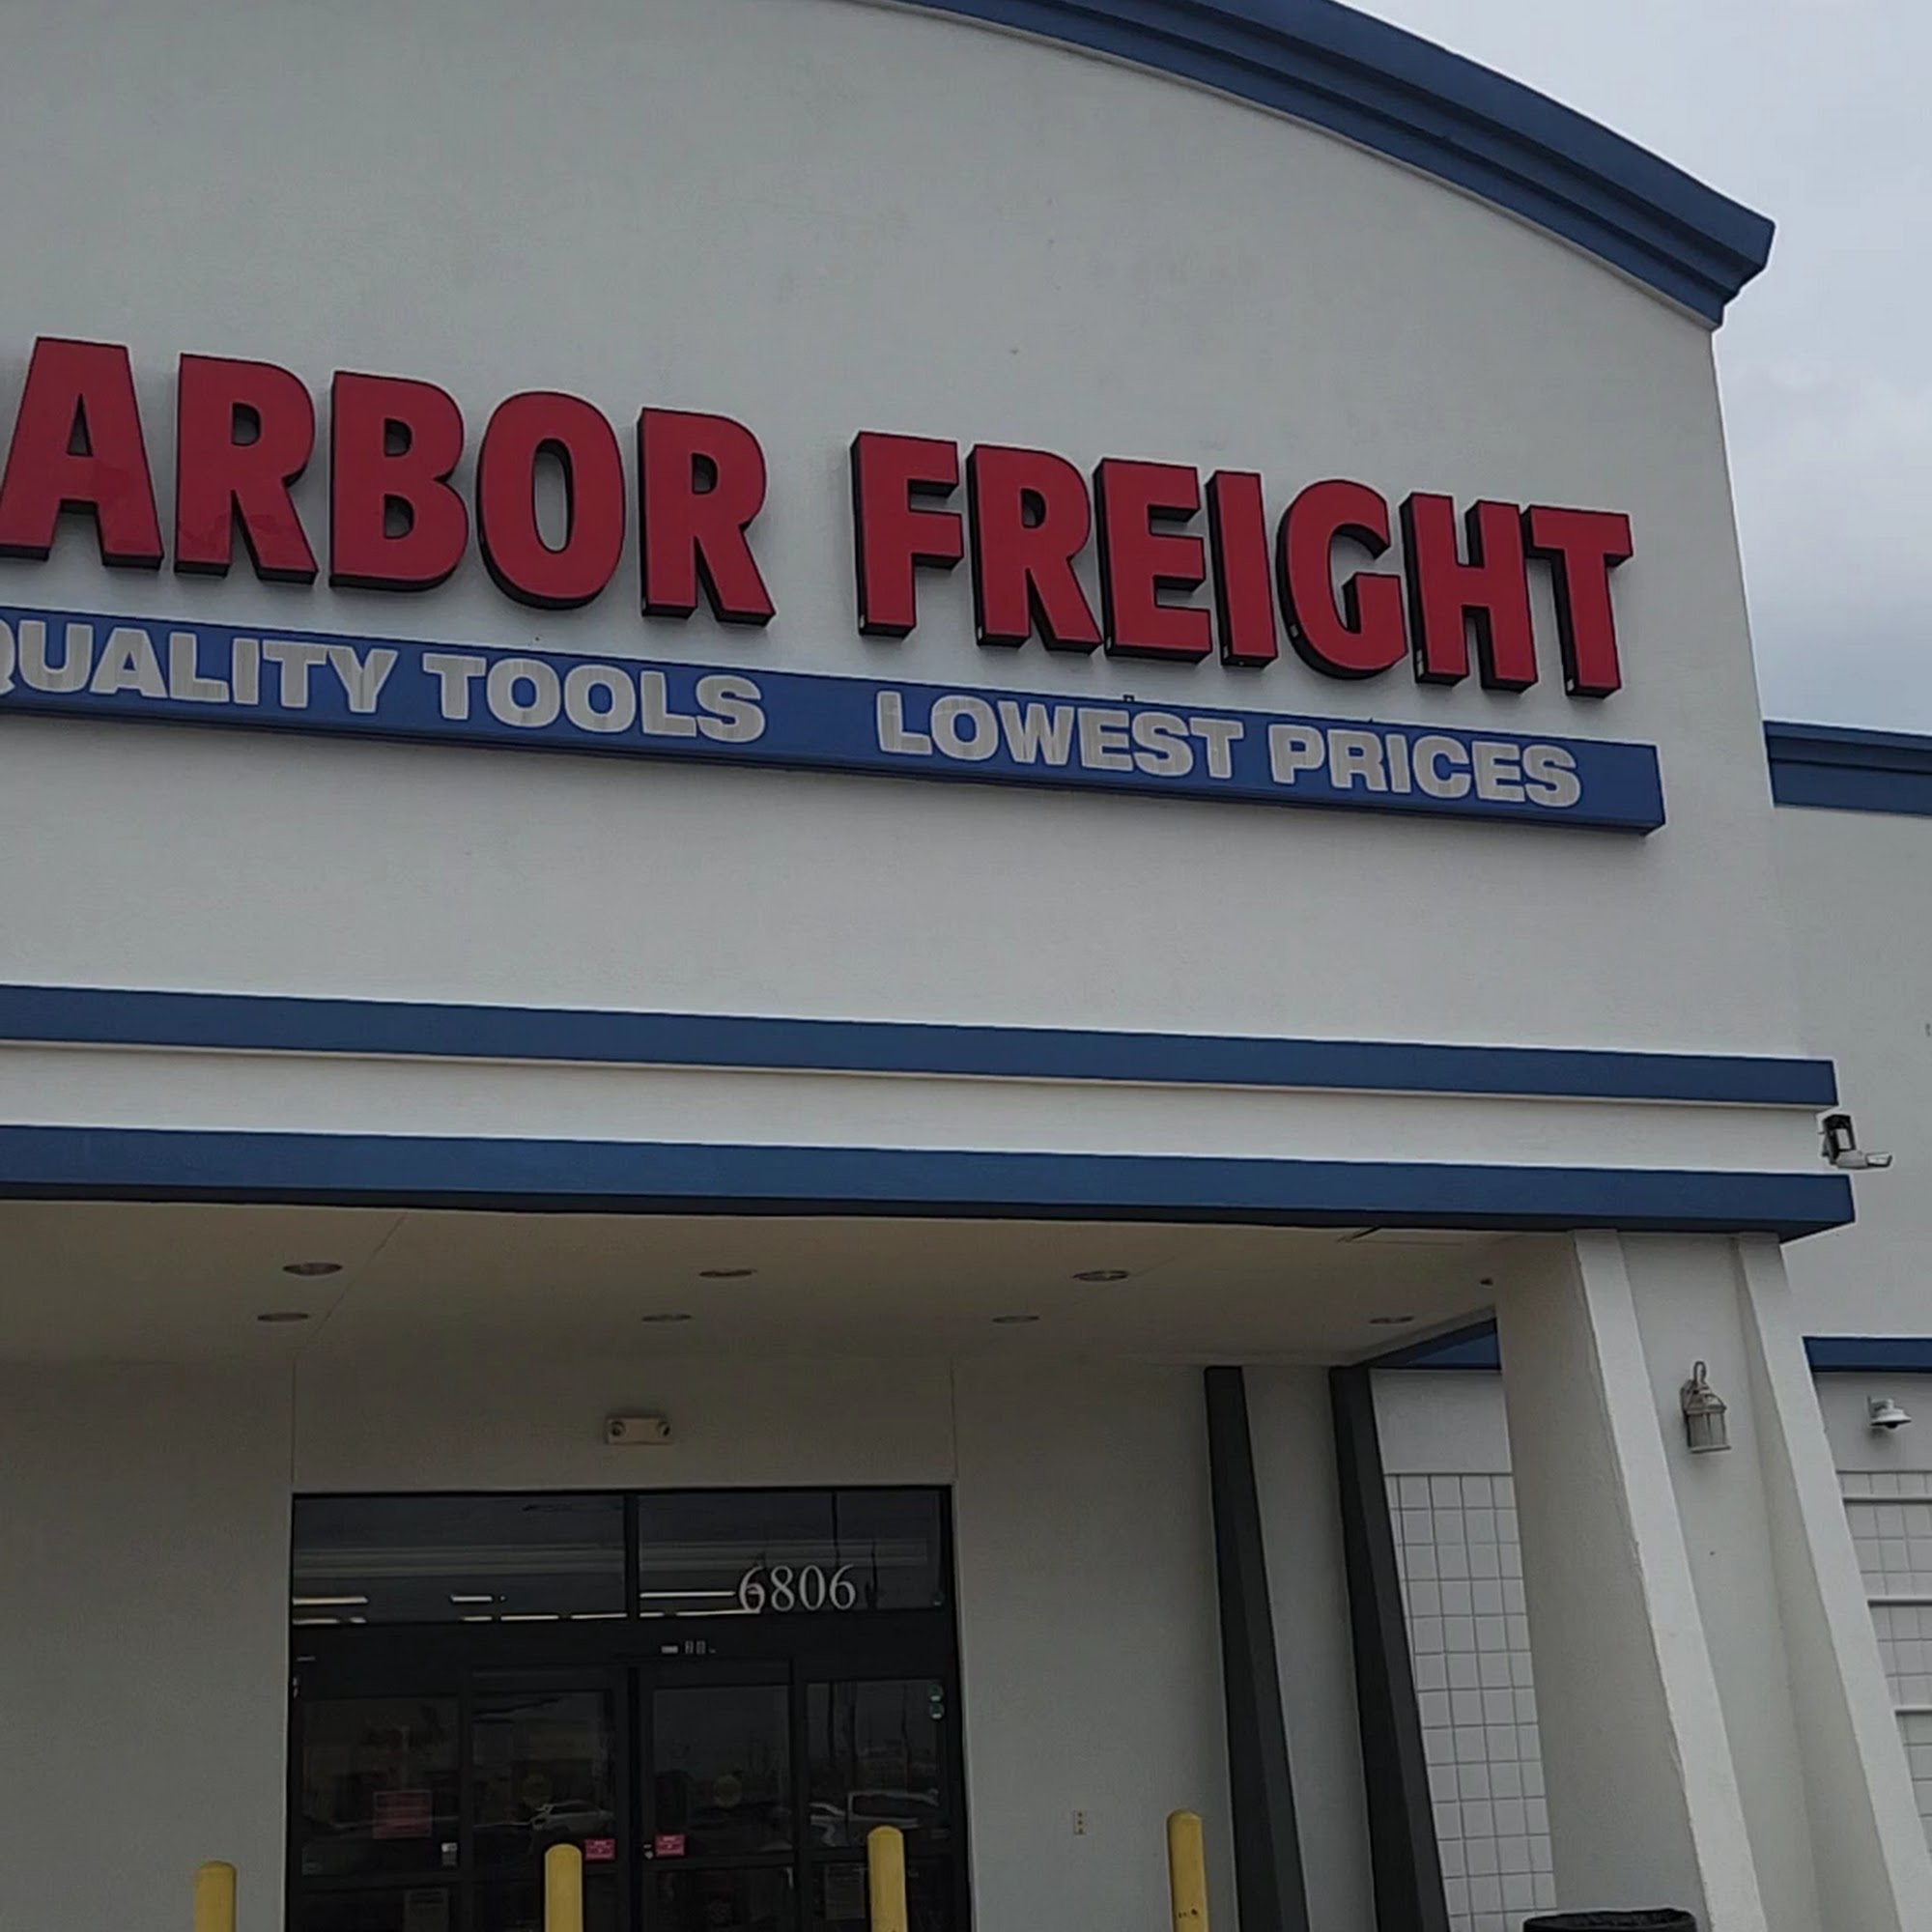 ARBOR FREIGHT
QUALITY TOOLS LOWEST PRICES
6806